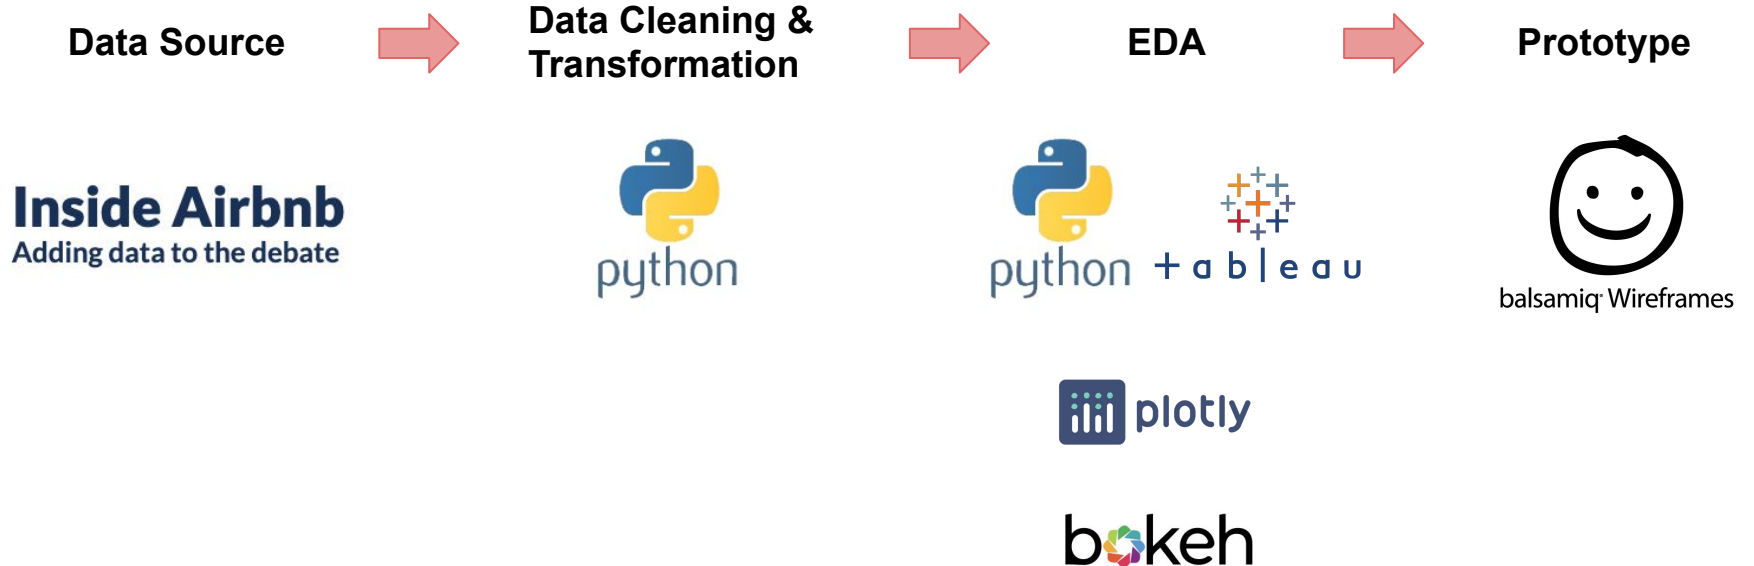 Data Source
Data Cleaning &
Transformation
EDA
Prototype
Inside Airbnb
Adding data to the debate
python
python
+ableau
balsamiq Wireframes
plotly
bokeh